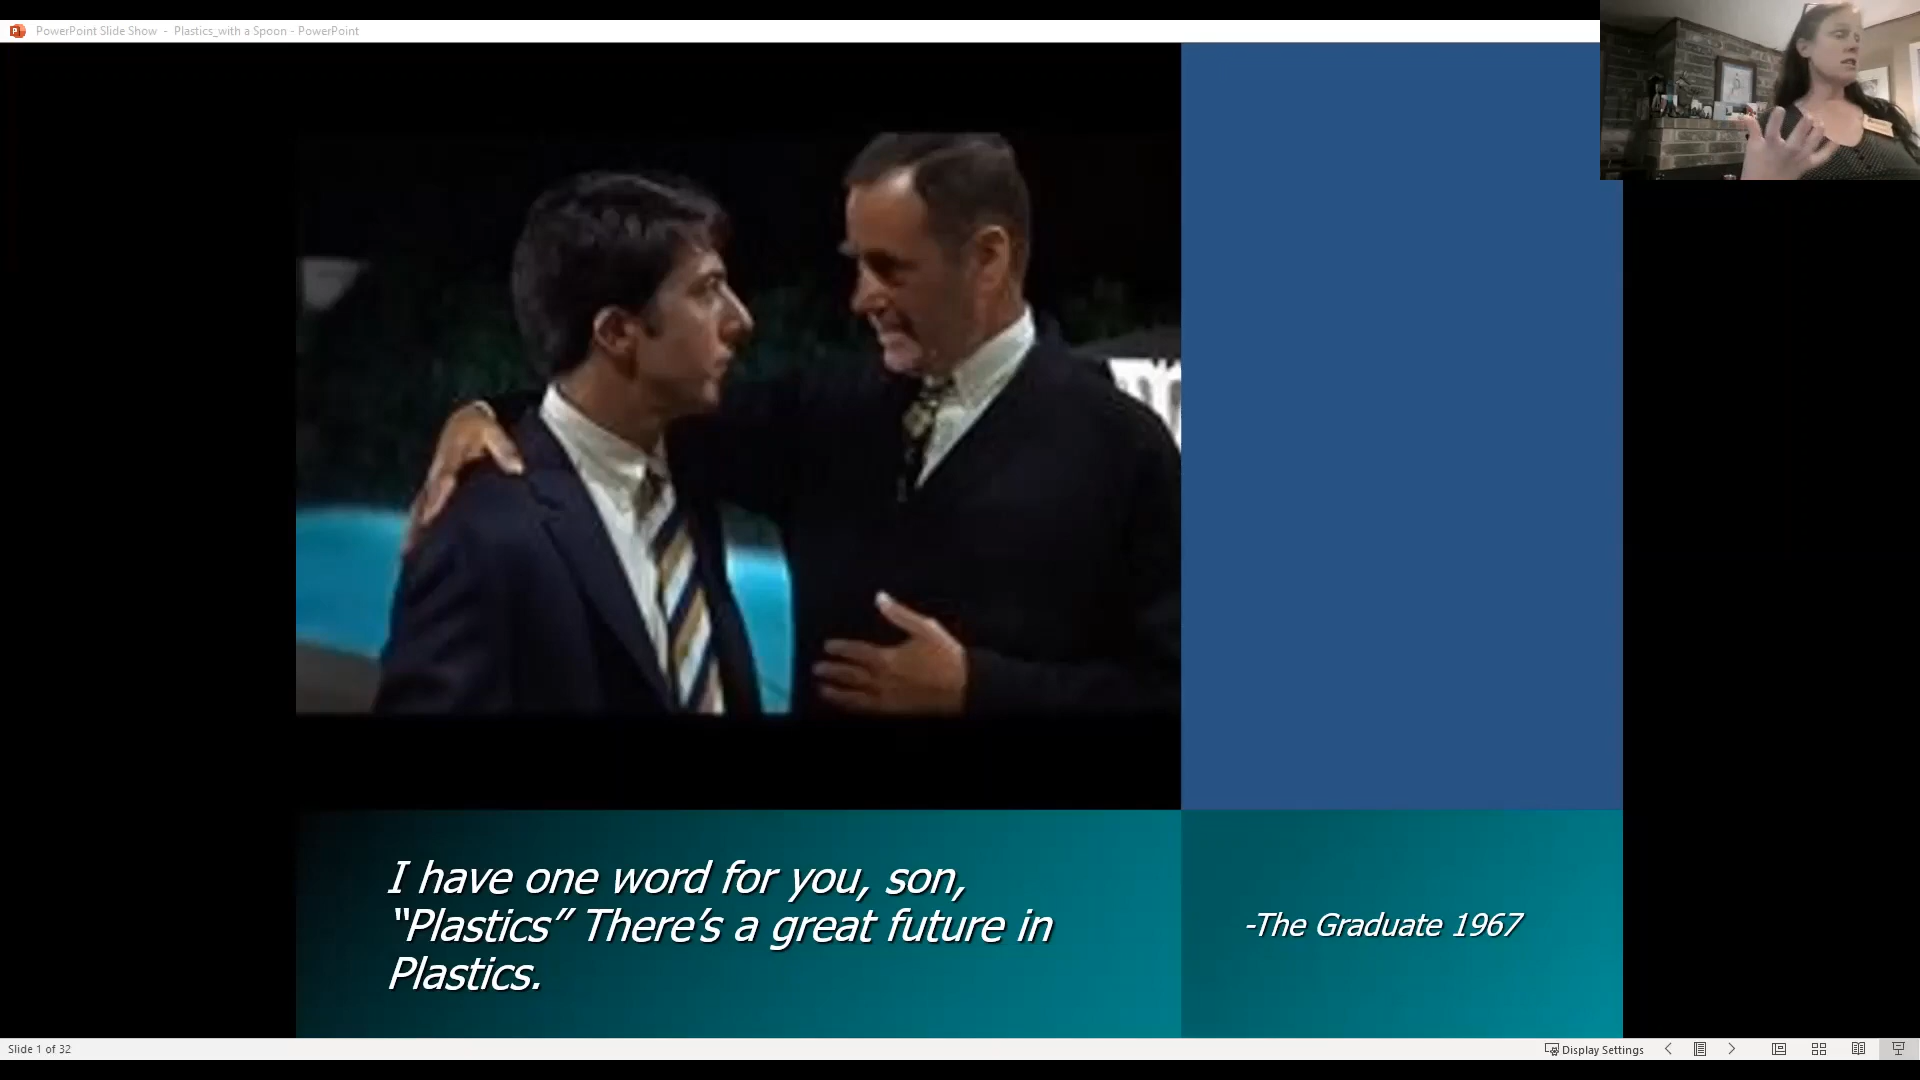 PowerPoint Slide Show - Plastics_with a Spoon - PowerPoint
I have one word for you, son,
“Plastics” There’s a great future in
Plastics.
-The Graduate 1967
Slide 1 of 32
Display Settings